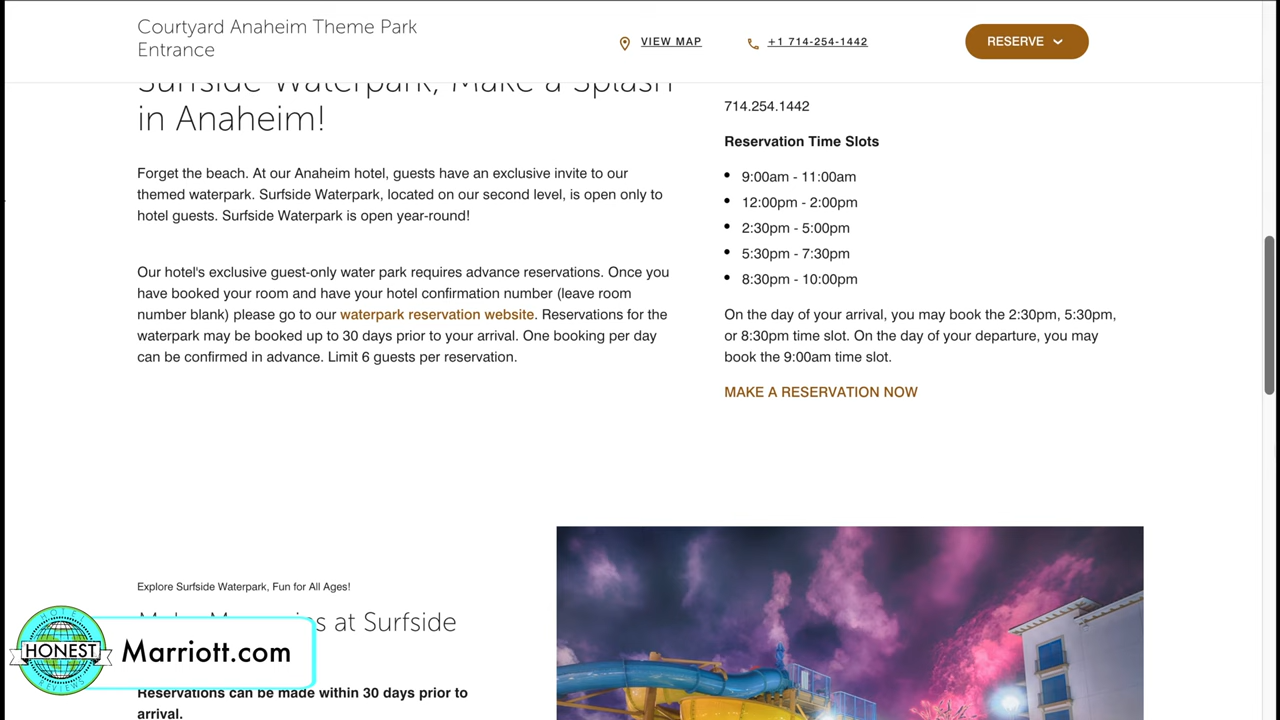 Courtyard Anaheim Theme Park
Entrance
VIEW MAP
+1 714-254-1442
RESERVE
Surfside Waterpark, Make a Splash
in Anaheim!
Forget the beach. At our Anaheim hotel, guests have an exclusive invite to our
themed waterpark. Surfside Waterpark, located on our second level, is open only to
hotel guests. Surfside Waterpark is open year-round!
Our hotel's exclusive guest-only water park requires advance reservations. Once you
have booked your room and have your hotel confirmation number (leave room
number blank) please go to our waterpark reservation website. Reservations for the
waterpark may be booked up to 30 days prior to your arrival. One booking per day
can be confirmed in advance. Limit 6 guests per reservation.
714.254.1442
Reservation Time Slots
9:00am - 11:00am
12:00pm - 2:00pm
2:30pm - 5:00pm
5:30pm - 7:30pm
8:30pm - 10:00pm
On the day of your arrival, you may book the 2:30pm, 5:30pm,
or 8:30pm time slot. On the day of your departure, you may
book the 9:00am time slot.
MAKE A RESERVATION NOW
Explore Surfside Waterpark, Fun for All Ages!
at Surfside
Reservations can be made within 30 days prior to
arrival.
HOTEL
HONEST
REVIEWS
Marriott.com